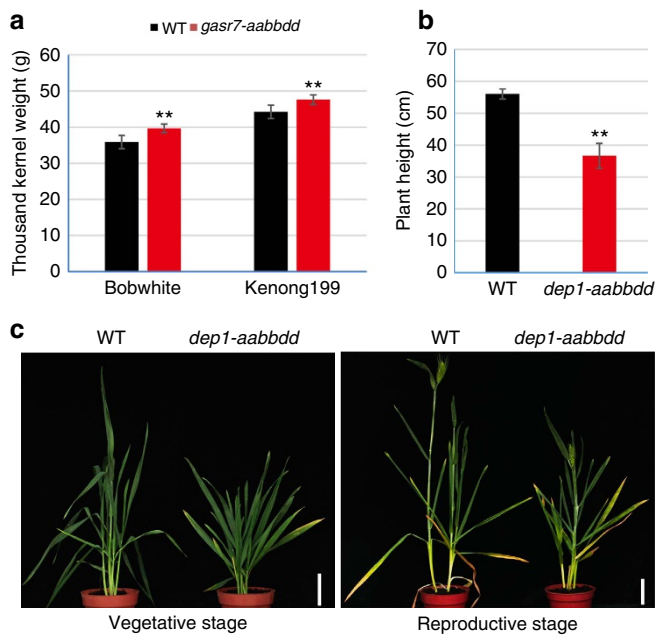 a
WT gasr7-aabbdd
Thousand kernel weight (g)
60
50
40
30
20
10
0
**
**
Bobwhite Kenong199
b
Plant height (cm)
70
60
50
40
30
20
10
0
**
WT dep1-aabbdd
c
WT dep1-aabbdd
WT dep1-aabbdd
Vegetative stage
Reproductive stage